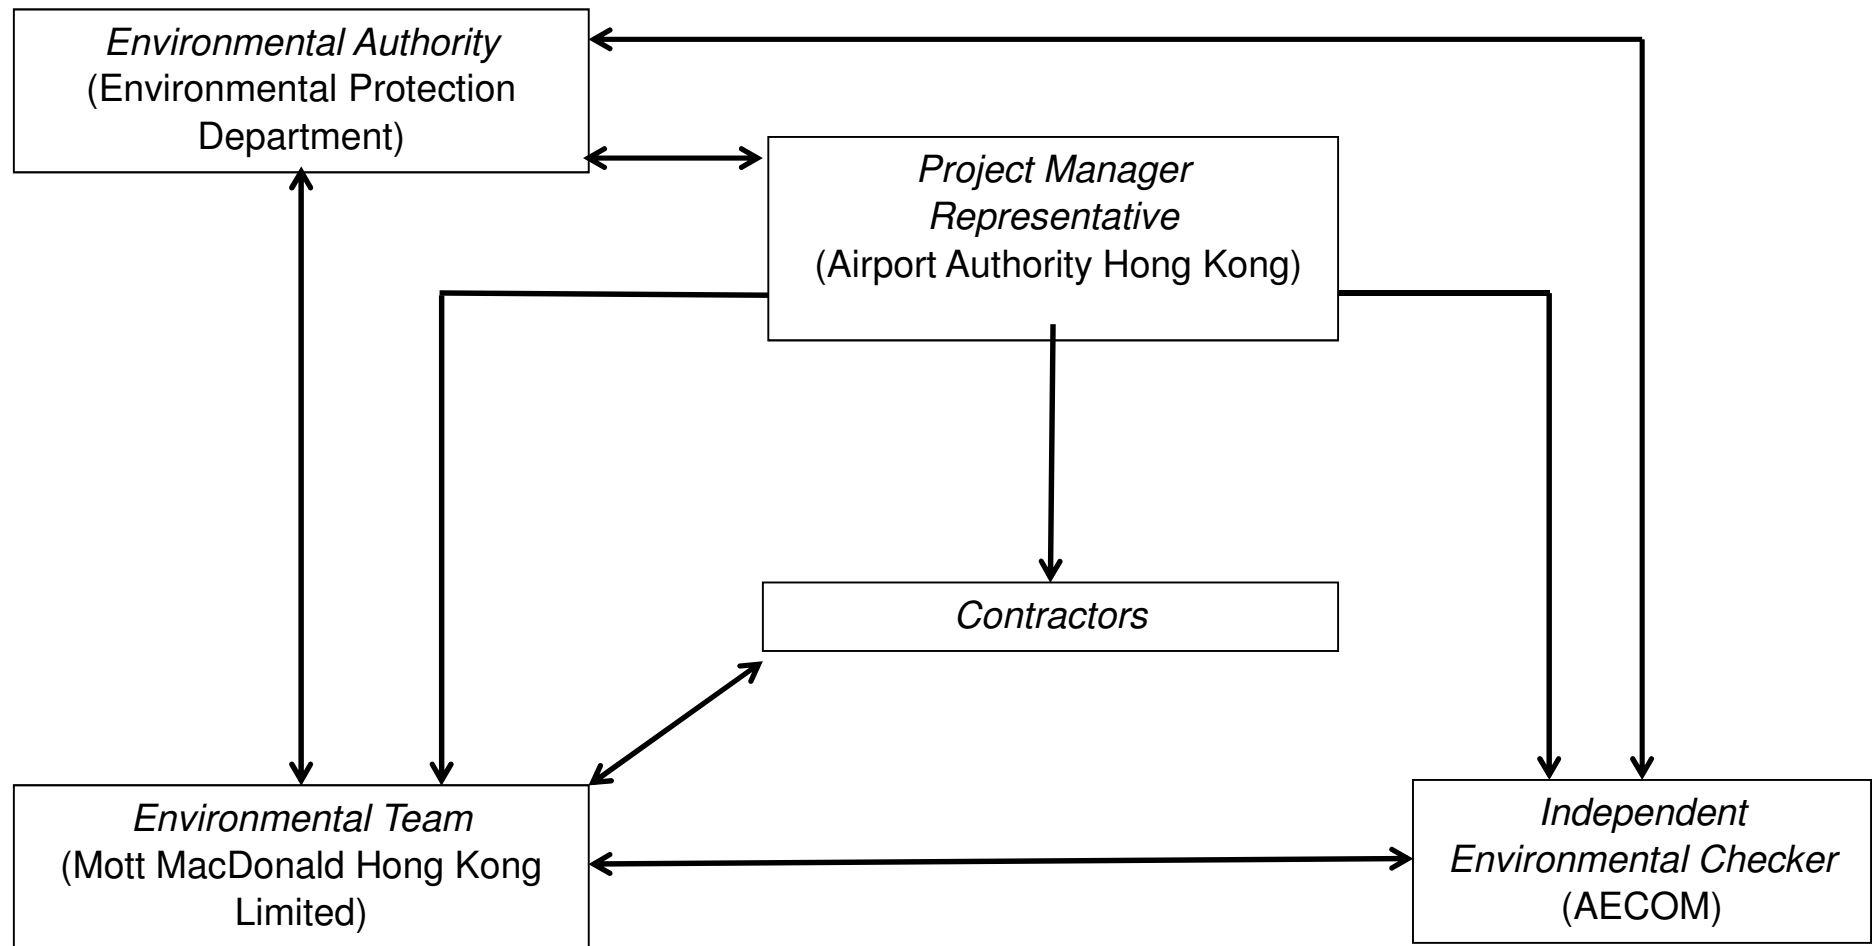 Environmental Authority
(Environmental Protection
Department)
Project Manager
Representative
(Airport Authority Hong Kong)
Contractors
Environmental Team
(Mott MacDonald Hong Kong
Limited)
Independent
Environmental Checker
(AECOM)